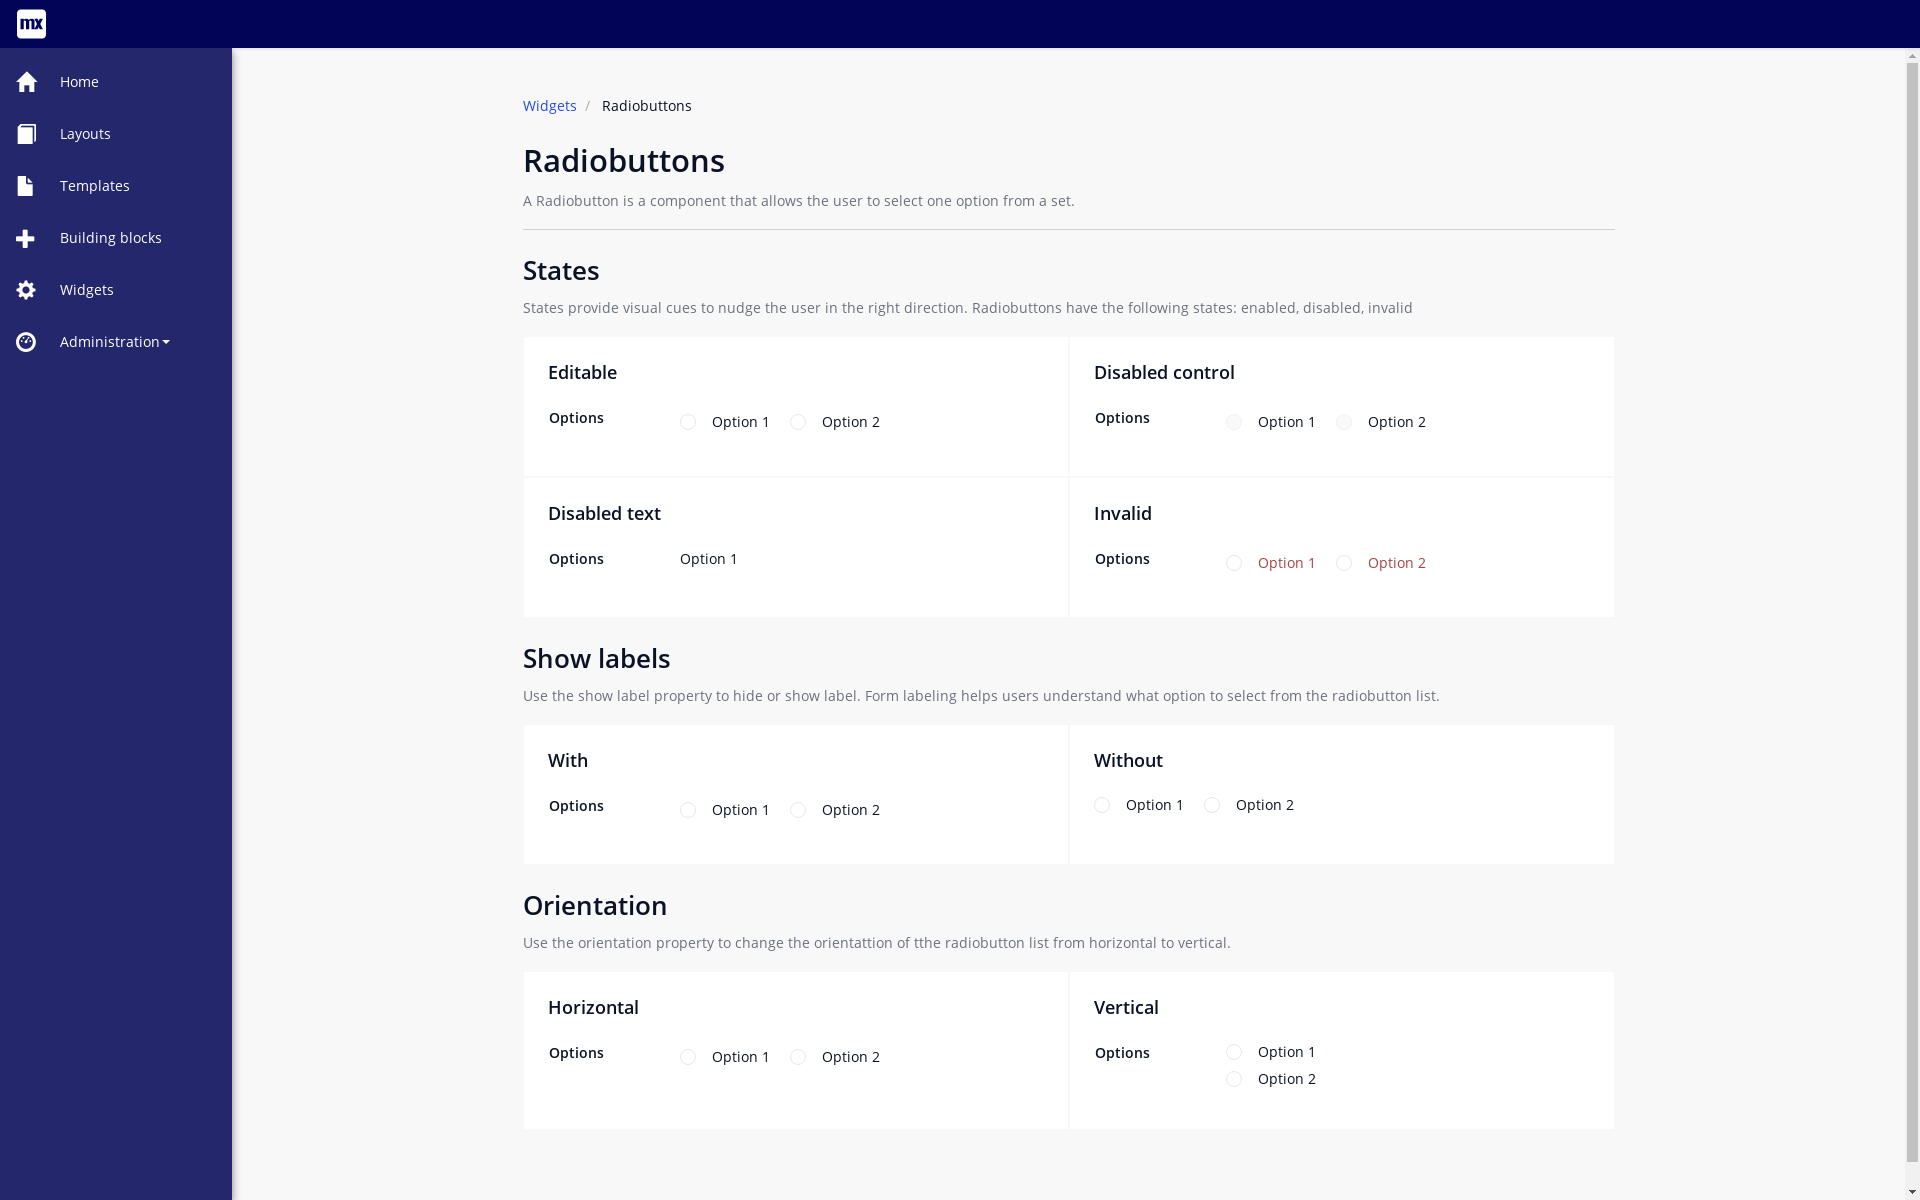 mx
Home
Layouts
Templates
Building blocks
Widgets
Administration
Widgets / Radiobuttons
Radiobuttons
A Radiobutton is a component that allows the user to select one option from a set.
States
States provide visual cues to nudge the user in the right direction. Radiobuttons have the following states: enabled, disabled, invalid
Editable
Options Option 1 Option 2
Disabled control
Options Option 1 Option 2
Disabled text
Options Option 1
Invalid
Options Option 1 Option 2
Show labels
Use the show label property to hide or show label. Form labeling helps users understand what option to select from the radiobutton list.
With
Options Option 1 Option 2
Without
Option 1 Option 2
Orientation
Use the orientation property to change the orientattion of tthe radiobutton list from horizontal to vertical.
Horizontal
Options Option 1 Option 2
Vertical
Options Option 1
Option 2